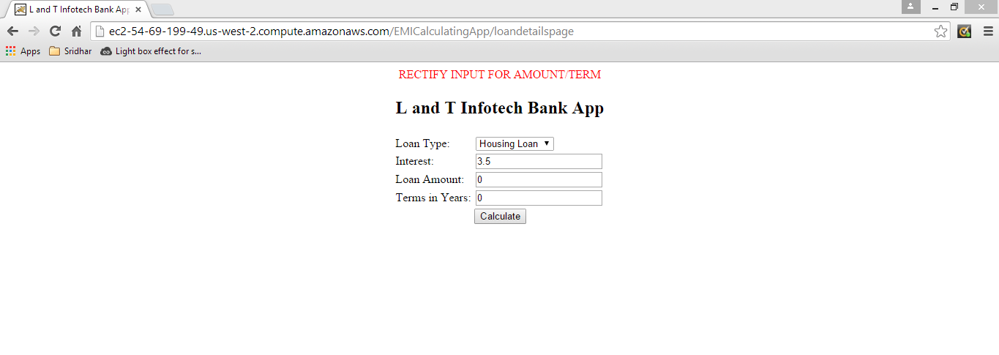 L and T Infotech Bank App
ec2-54-69-199-49.us-west-2.compute.amazonaws.com/EMICalculatingApp/loandetailspage
Apps Sridhar Light box effect for s...
RECTIFY INPUT FOR AMOUNT/TERM
L and T Infotech Bank App
Loan Type: Housing Loan
Interest: 3.5
Loan Amount: 0
Terms in Years: 0
Calculate